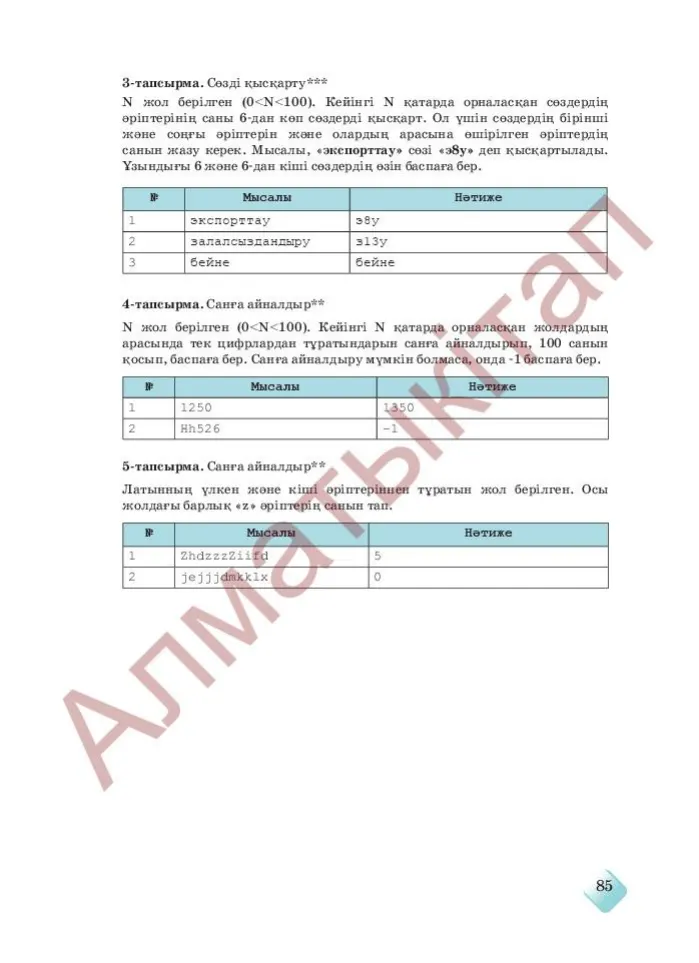 3-тапсырма. Сөзді қысқарту***
N жол берілген (0<N<100). Кейінгі N қатарда орналасқан сөздердің
әріптерінің саны 6-дан көп сөздерді қысқарт. Ол үшін сөздердің бірінші
және соңғы әріптерін және олардың арасына өшірілген әріптердің
санын жазу керек. Мысалы, «экспорттау» сөзі «э8у» деп қысқартылады.
Ұзындығы 6 және 6-дан кіші сөздердің өзін баспаға бер.
№ Мысалы Нәтиже
1 экспорттау э8у
2 залалсыздандыру з13у
3 бейне бейне
4-тапсырма. Санға айналдыр**
N жол берілген (0<N<100). Кейінгі N қатарда орналасқан жолдардың
арасында тек цифрлардан тұратындарын санға айналдырып, 100 санын
қосып, баспаға бер. Санға айналдыру мүмкін болмаса, онда -1 баспаға бер.
№ Мысалы Нәтиже
1 1250 1350
2 Hh526 -1
5-тапсырма. Санға айналдыр**
Латынның үлкен және кіші әріптеріннен тұратын жол берілген. Осы
жолдағы барлық «z» әріптерің санын тап.
№ Мысалы Нәтиже
1 ZhdzzzZiifd 5
2 jejjjdmkklx 0
Алматыкітап
85